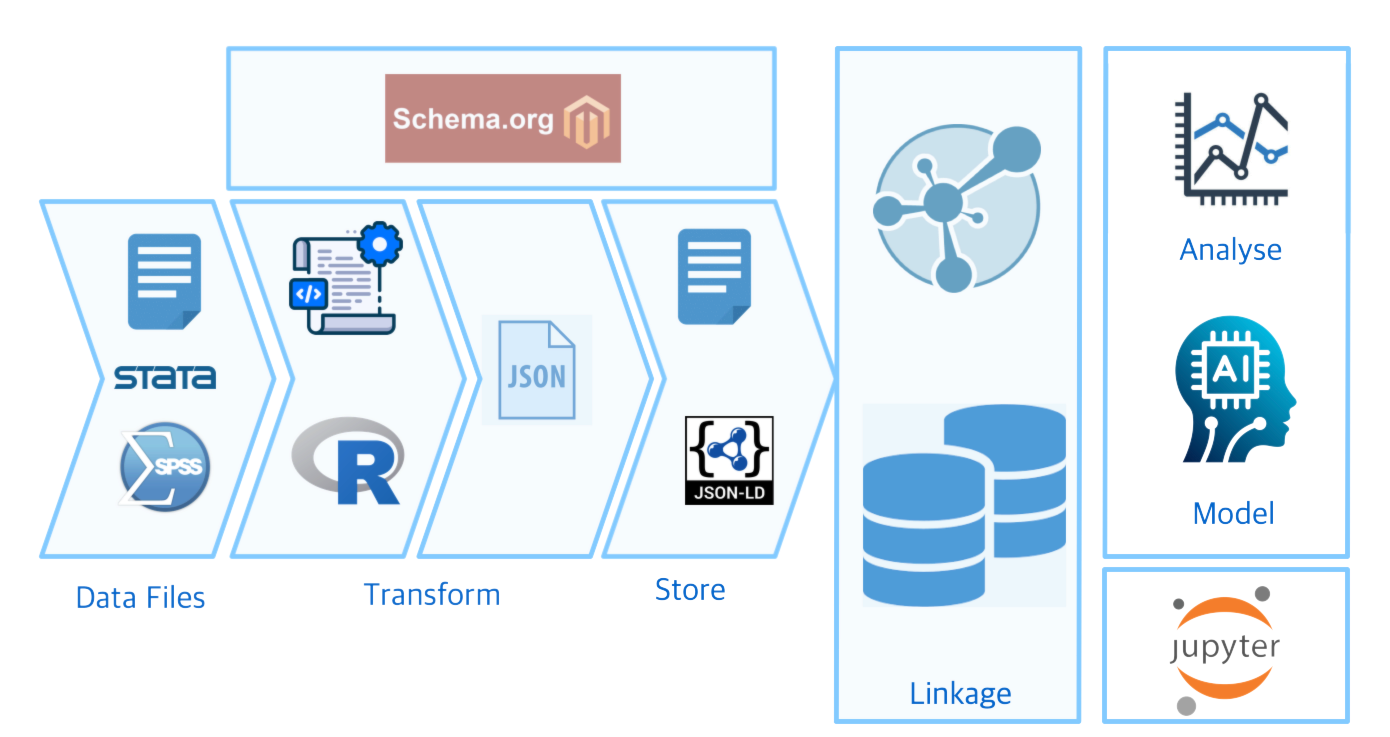 Schema.org
STATA
SPSS
</>
R
JSON
{ }
JSON-LD
Data Files
Transform
Store
Linkage
Analyse
AI
Model
jupyter